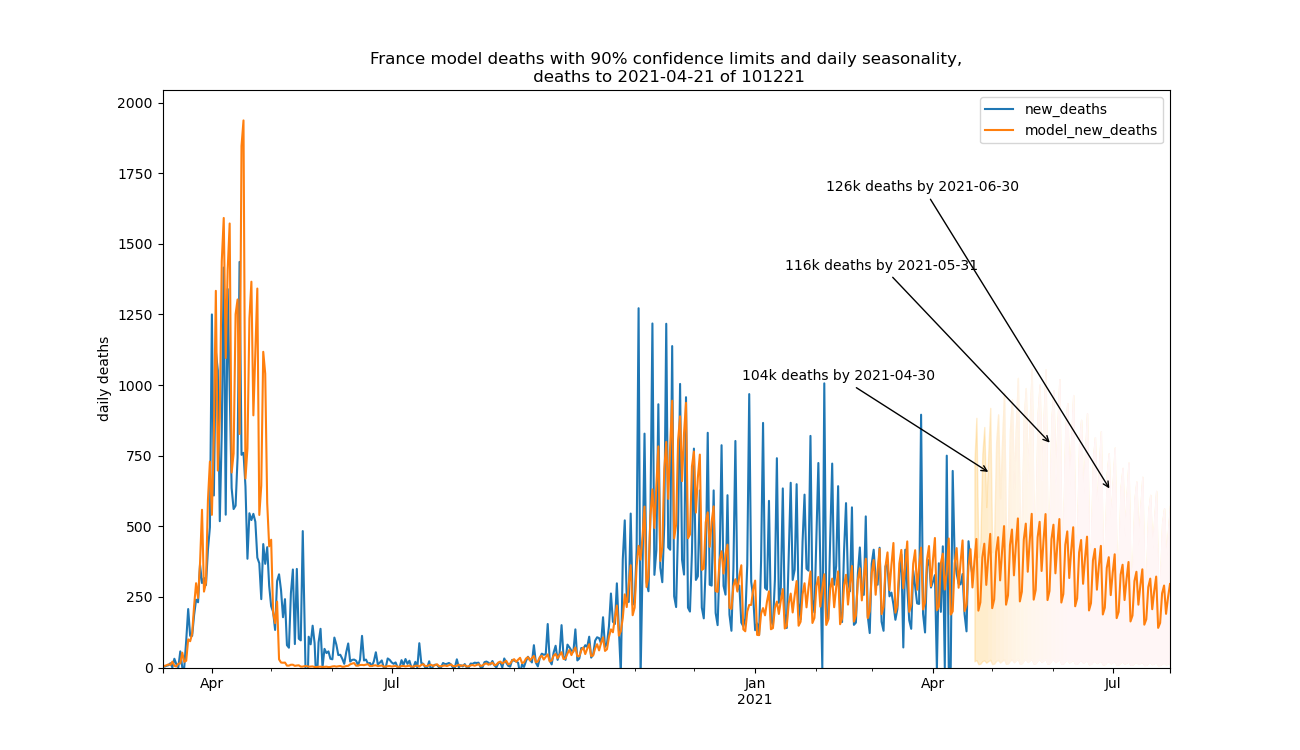 France model deaths with 90% confidence limits and daily seasonality,
deaths to 2021-04-21 of 101221
new_deaths
model_new_deaths
126k deaths by 2021-06-30
116k deaths by 2021-05-31
104k deaths by 2021-04-30
daily deaths
2000
1750
1500
1250
1000
750
500
250
0
Apr
Jul
Oct
Jan
2021
Apr
Jul